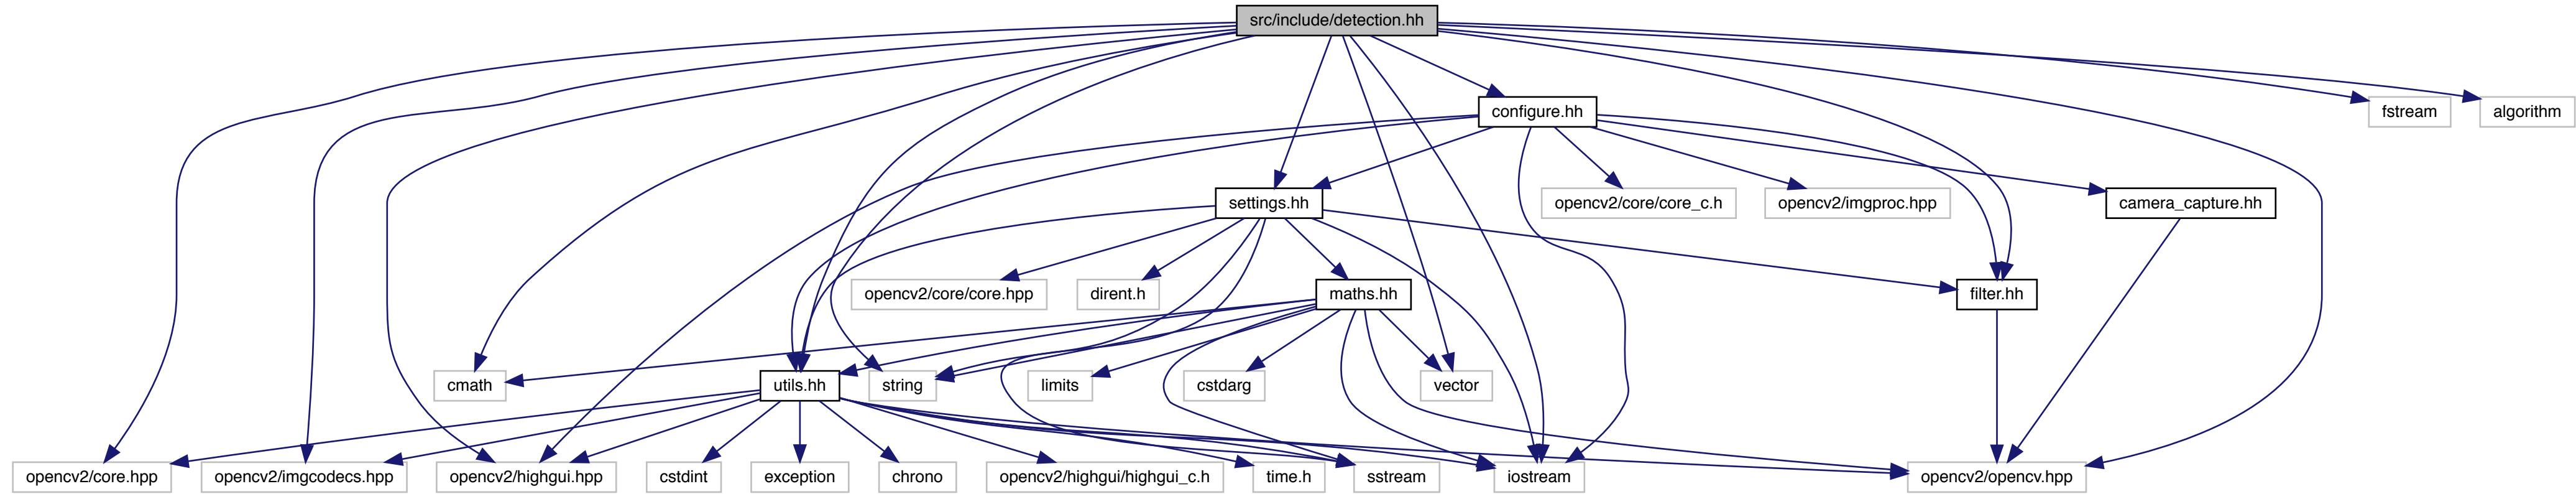 src/include/detection.hh
configure.hh
fstream
algorithm
settings.hh
opencv2/core/core_c.h
opencv2/imgproc.hpp
camera_capture.hh
opencv2/core/core.hpp
dirent.h
maths.hh
filter.hh
cmath
utils.hh
string
limits
cstdarg
vector
opencv2/core.hpp
opencv2/imgcodecs.hpp
opencv2/highgui.hpp
cstdint
exception
chrono
opencv2/highgui/highgui_c.h
time.h
sstream
iostream
opencv2/opencv.hpp